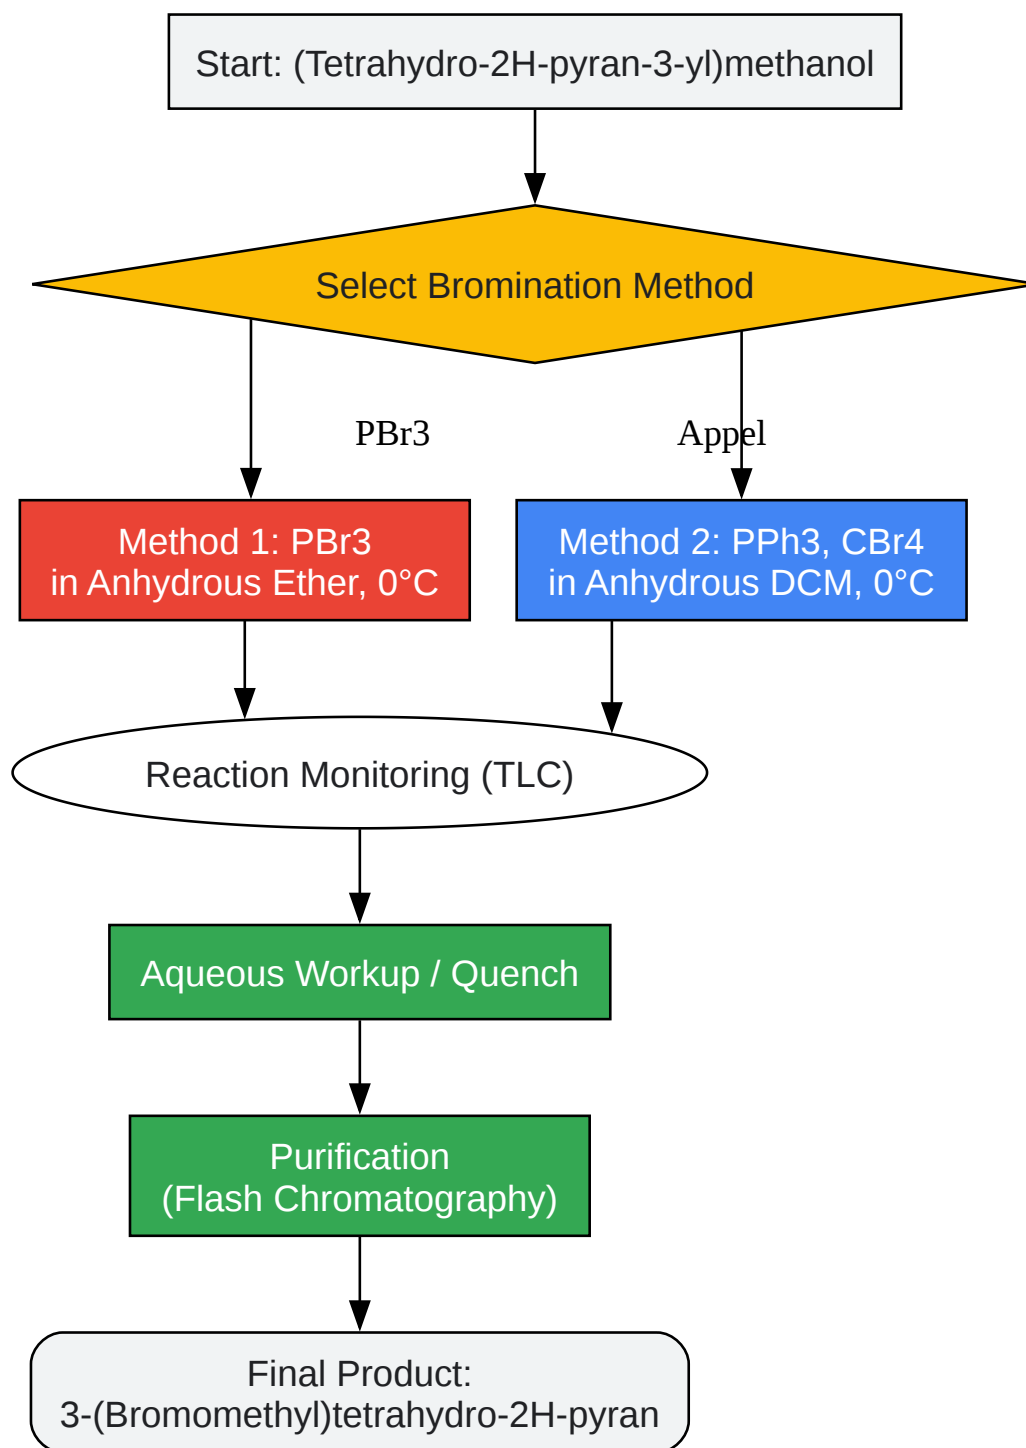 Start: (Tetrahydro-2H-pyran-3-yl)methanol
Select Bromination Method
PBr3
Appel
Method 1: PBr3
in Anhydrous Ether, 0°C
Method 2: PPh3, CBr4
in Anhydrous DCM, 0°C
Reaction Monitoring (TLC)
Aqueous Workup / Quench
Purification
(Flash Chromatography)
Final Product:
3-(Bromomethyl)tetrahydro-2H-pyran